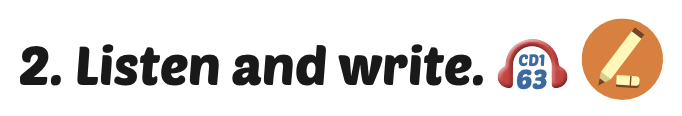 2. Listen and write. CD1
63